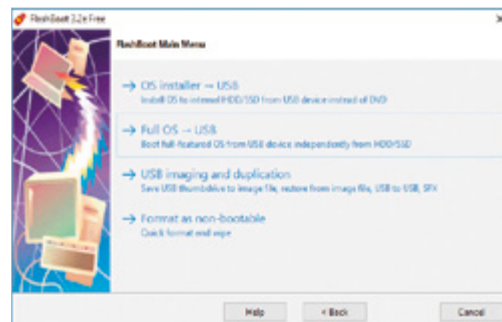 FlashBoot 3.2e Free
FlashBoot Main Menu
→ OS installer → USB
Install OS to internal HDD/SSD from USB device instead of DVD
→ Full OS → USB
Boot full-featured OS from USB device independently from HDD/SSD
→ USB imaging and duplication
Save USB thumbdrive to image file, restore from image file, USB to USB, SFX
→ Format as non-bootable
Quick format and wipe
Help
< Back
Cancel